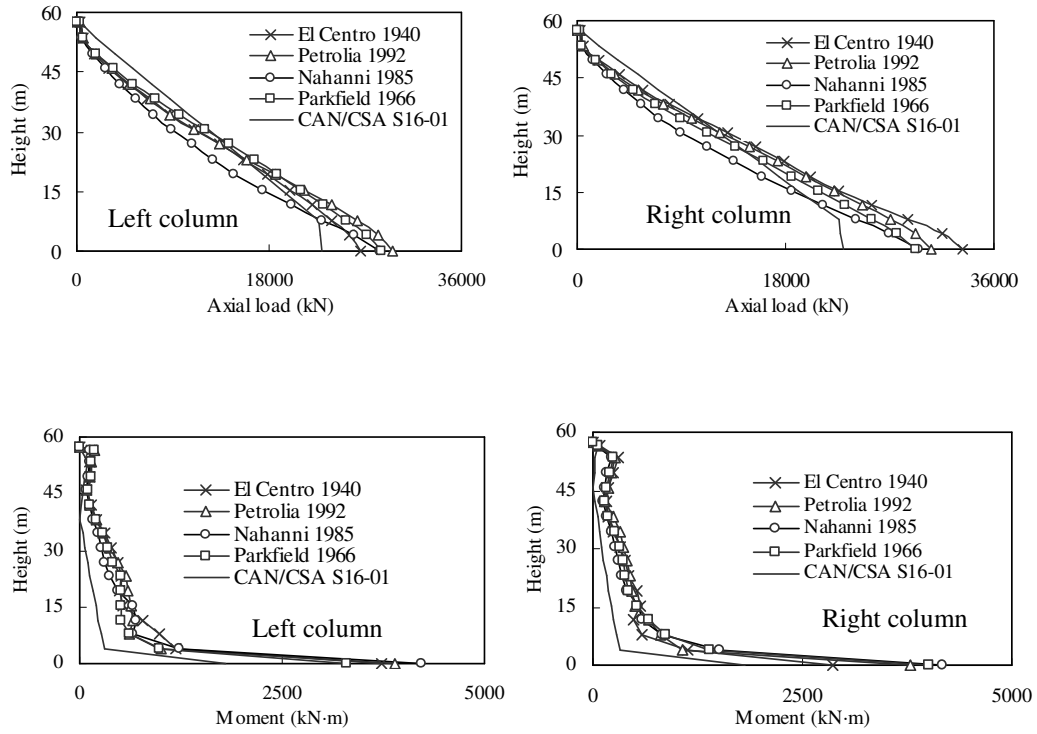 60
45
30
15
0
Height (m)
El Centro 1940
Petrolia 1992
Nahanni 1985
Parkfield 1966
CAN/CSA S16-01
Left column
0
18000
36000
Axial load (kN)
60
45
30
15
0
Height (m)
El Centro 1940
Petrolia 1992
Nahanni 1985
Parkfield 1966
CAN/CSA S16-01
Right column
0
18000
36000
Axial load (kN)
60
45
30
15
0
Height (m)
El Centro 1940
Petrolia 1992
Nahanni 1985
Parkfield 1966
CAN/CSA S16-01
Left column
0
2500
5000
Moment (kN·m)
60
45
30
15
0
Height (m)
El Centro 1940
Petrolia 1992
Nahanni 1985
Parkfield 1966
CAN/CSA S16-01
Right column
0
2500
5000
Moment (kN·m)